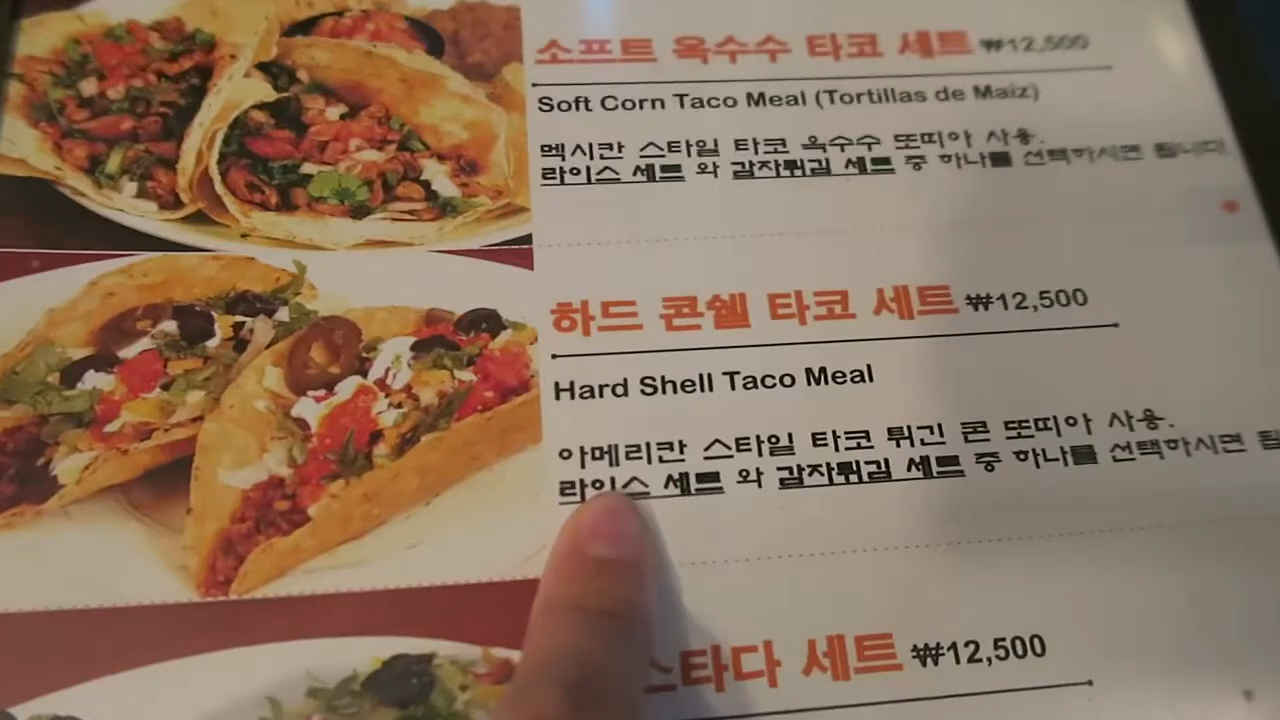 소프트 옥수수 타코 세트 ₩12,500
Soft Corn Taco Meal (Tortillas de Maiz)
멕시칸 스타일 타코 옥수수 또띠아 사용.
라이스 세트 와 감자튀김 세트 중 하나를 선택하시면 됩니다
하드 콘쉘 타코 세트 ₩12,500
Hard Shell Taco Meal
아메리칸 스타일 타코 튀긴 콘 또띠아 사용.
라이스 세트 와 감자튀김 세트 중 하나를 선택하시면
스타다 세트 ₩12,500